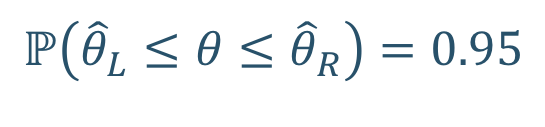 ℙ(θ̂_L ≤ θ ≤ θ̂_R) = 0.95